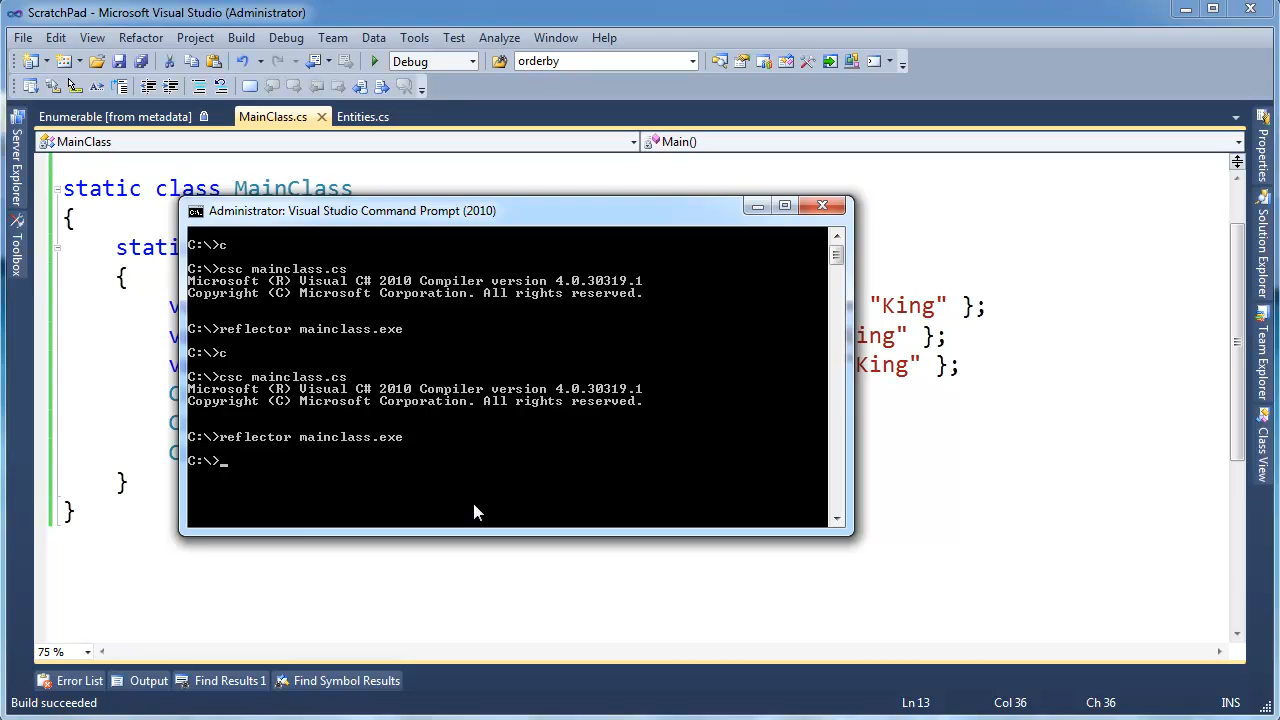 ScratchPad - Microsoft Visual Studio (Administrator)
File Edit View Refactor Project Build Debug Team Data Tools Test Analyze Window Help
Debug orderby
Enumerable [from metadata] MainClass.cs Entities.cs
MainClass Main()
static class MainClass
{
{
"King" };
King" };
}
}
Administrator: Visual Studio Command Prompt (2010)
C:\>c
C:\>csc mainclass.cs
Microsoft (R) Visual C# 2010 Compiler version 4.0.30319.1
Copyright (C) Microsoft Corporation. All rights reserved.
C:\>reflector mainclass.exe
C:\>c
C:\>csc mainclass.cs
Microsoft (R) Visual C# 2010 Compiler version 4.0.30319.1
Copyright (C) Microsoft Corporation. All rights reserved.
C:\>reflector mainclass.exe
C:\>_
Server Explorer
Toolbox
Properties
Solution Explorer
Team Explorer
Class View
75 %
Error List Output Find Results 1 Find Symbol Results
Build succeeded Ln 13 Col 36 Ch 36 INS